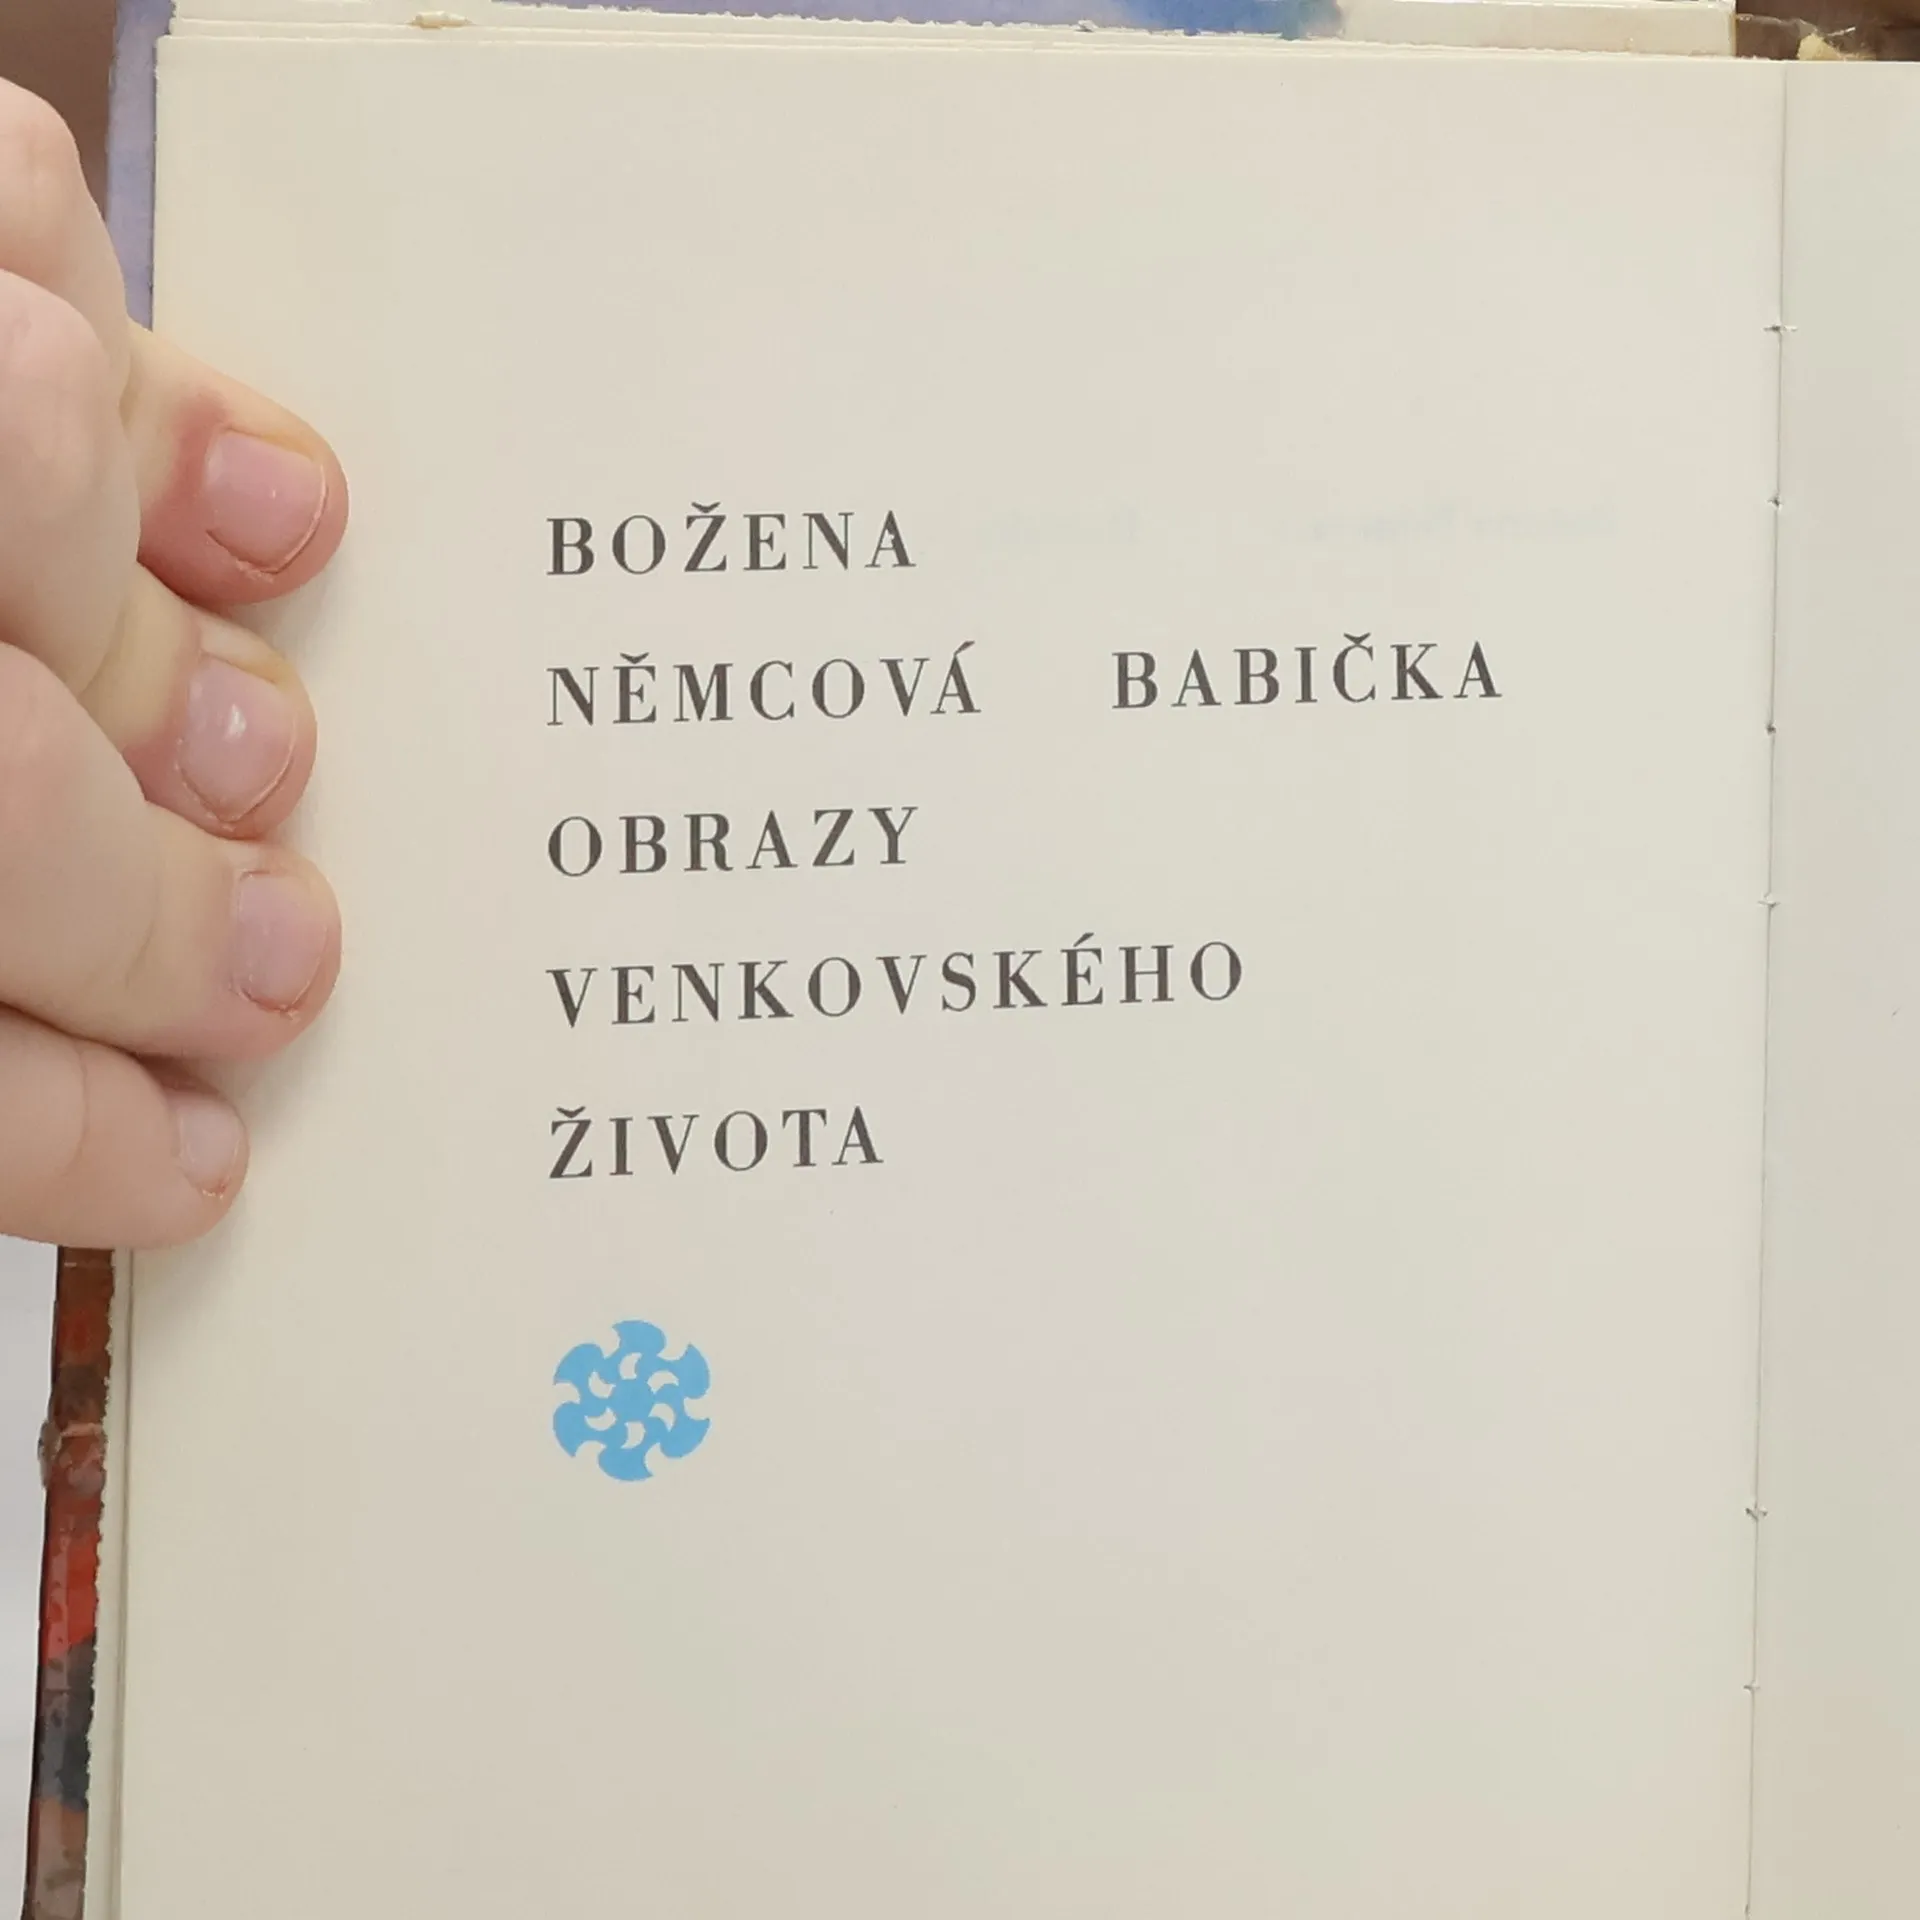 BOŽENA
NĚMCOVÁ BABIČKA
OBRAZY
VENKOVSKÉHO
ŽIVOTA